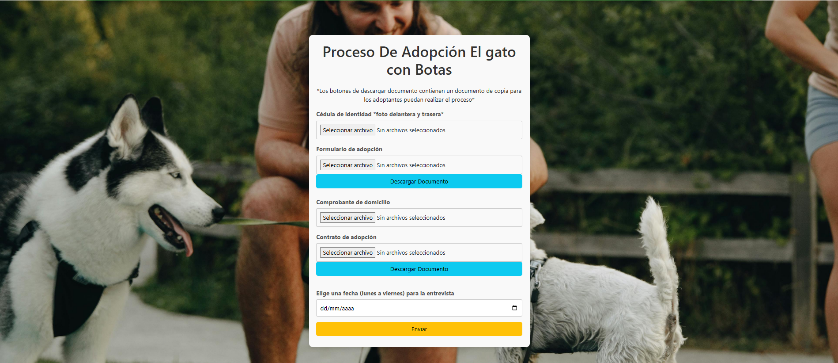 Proceso De Adopción El gato
con Botas
*Los botones de descargar documento contienen un documento de copia para
los adoptantes puedan realizar el proceso*
Cédula de Identidad *foto delantera y trasera*
Seleccionar archivo Sin archivos seleccionados
Formulario de adopción
Seleccionar archivo Sin archivos seleccionados
Descargar Documento
Comprobante de domicilio
Seleccionar archivo Sin archivos seleccionados
Contrato de adopción
Seleccionar archivo Sin archivos seleccionados
Descargar Documento
Elige una fecha (lunes a viernes) para la entrevista
dd/mm/aaaa
Enviar